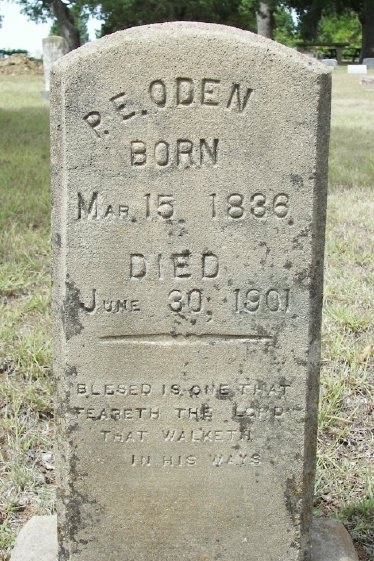 P. E. ODEN
BORN
MAR. 15 1836
DIED
JUNE 30, 1901
BLESED IS ONE THAT
FEARETH THE LORD
THAT WALKETH
IN HIS WAYS